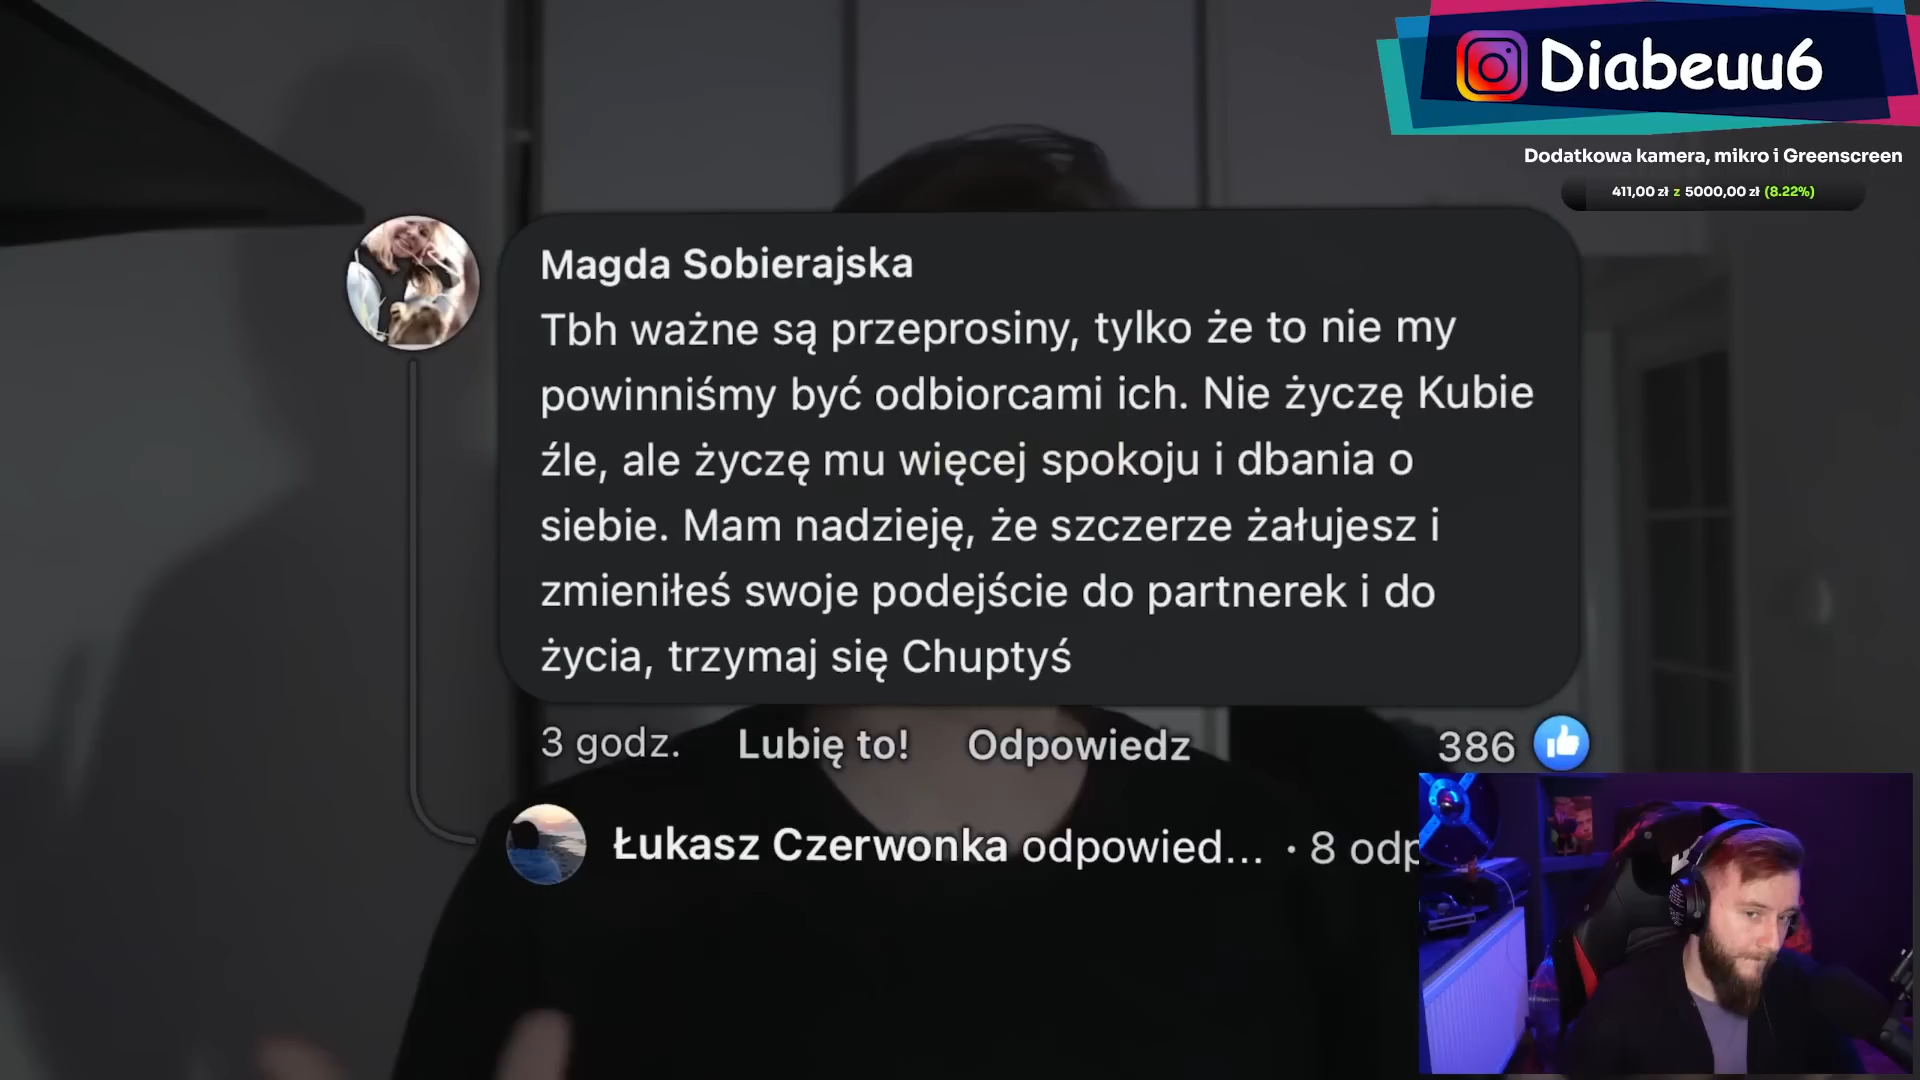 Diabeuu6
Dodatkowa kamera, mikro i Greenscreen
411,00 zł z 5000,00 zł (8.22%)
Magda Sobierajska
Tbh ważne są przeprosiny, tylko że to nie my
powinniśmy być odbiorcami ich. Nie życzę Kubie
źle, ale życzę mu więcej spokoju i dbania o
siebie. Mam nadzieję, że szczerze żałujesz i
zmieniłeś swoje podejście do partnerek i do
życia, trzymaj się Chuptyś
3 godz. Lubię to! Odpowiedz 386
Łukasz Czerwonka odpowied... · 8 odp